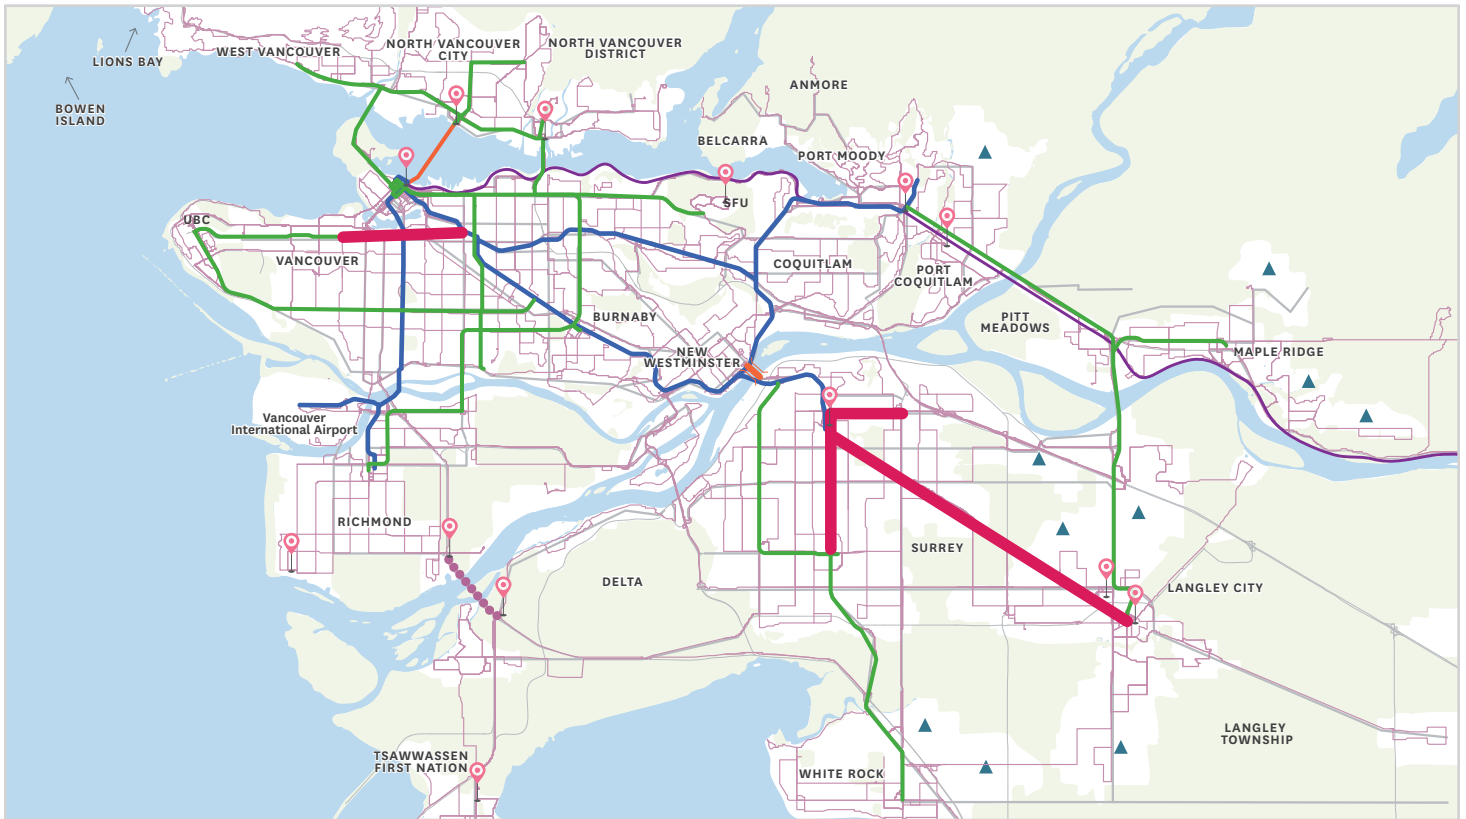 LIONS BAY
BOWEN
ISLAND
WEST VANCOUVER
NORTH VANCOUVER
CITY
NORTH VANCOUVER
DISTRICT
ANMORE
BELCARRA
PORT MOODY
SFU
UBC
VANCOUVER
COQUITLAM
PORT
COQUITLAM
BURNABY
NEW
WESTMINSTER
PITT
MEADOWS
MAPLE RIDGE
Vancouver
International Airport
RICHMOND
SURREY
DELTA
LANGLEY CITY
LANGLEY
TOWNSHIP
TSAWWASSEN
FIRST NATION
WHITE ROCK